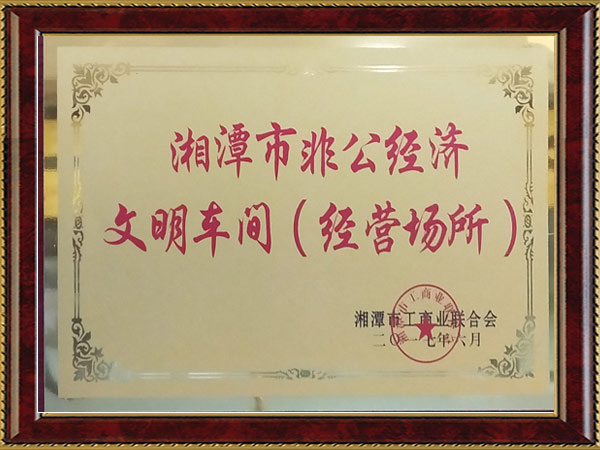 湘潭市非公经济
文明车间（经营场所）
湘潭市工商业联合会
二〇一七年六月